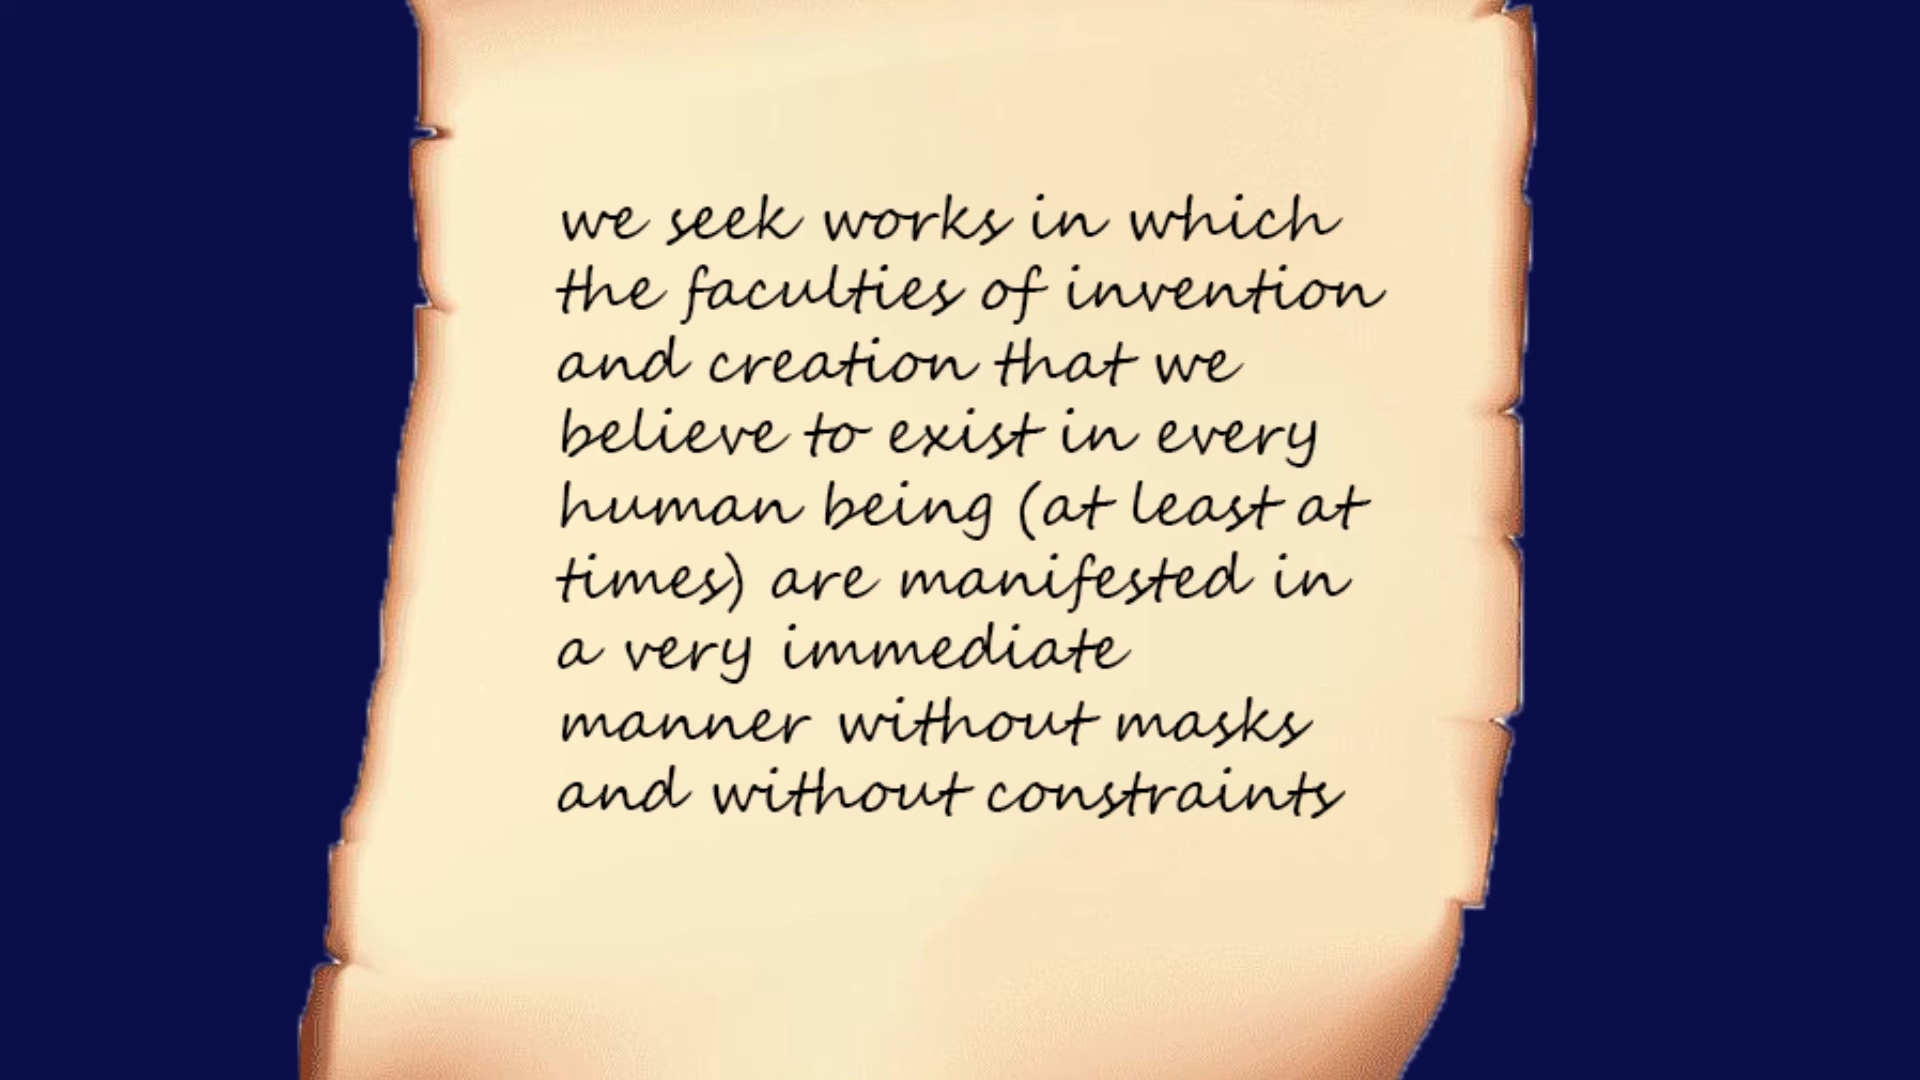 we seek works in which
the faculties of invention
and creation that we
believe to exist in every
human being (at least at
times) are manifested in
a very immediate
manner without masks
and without constraints